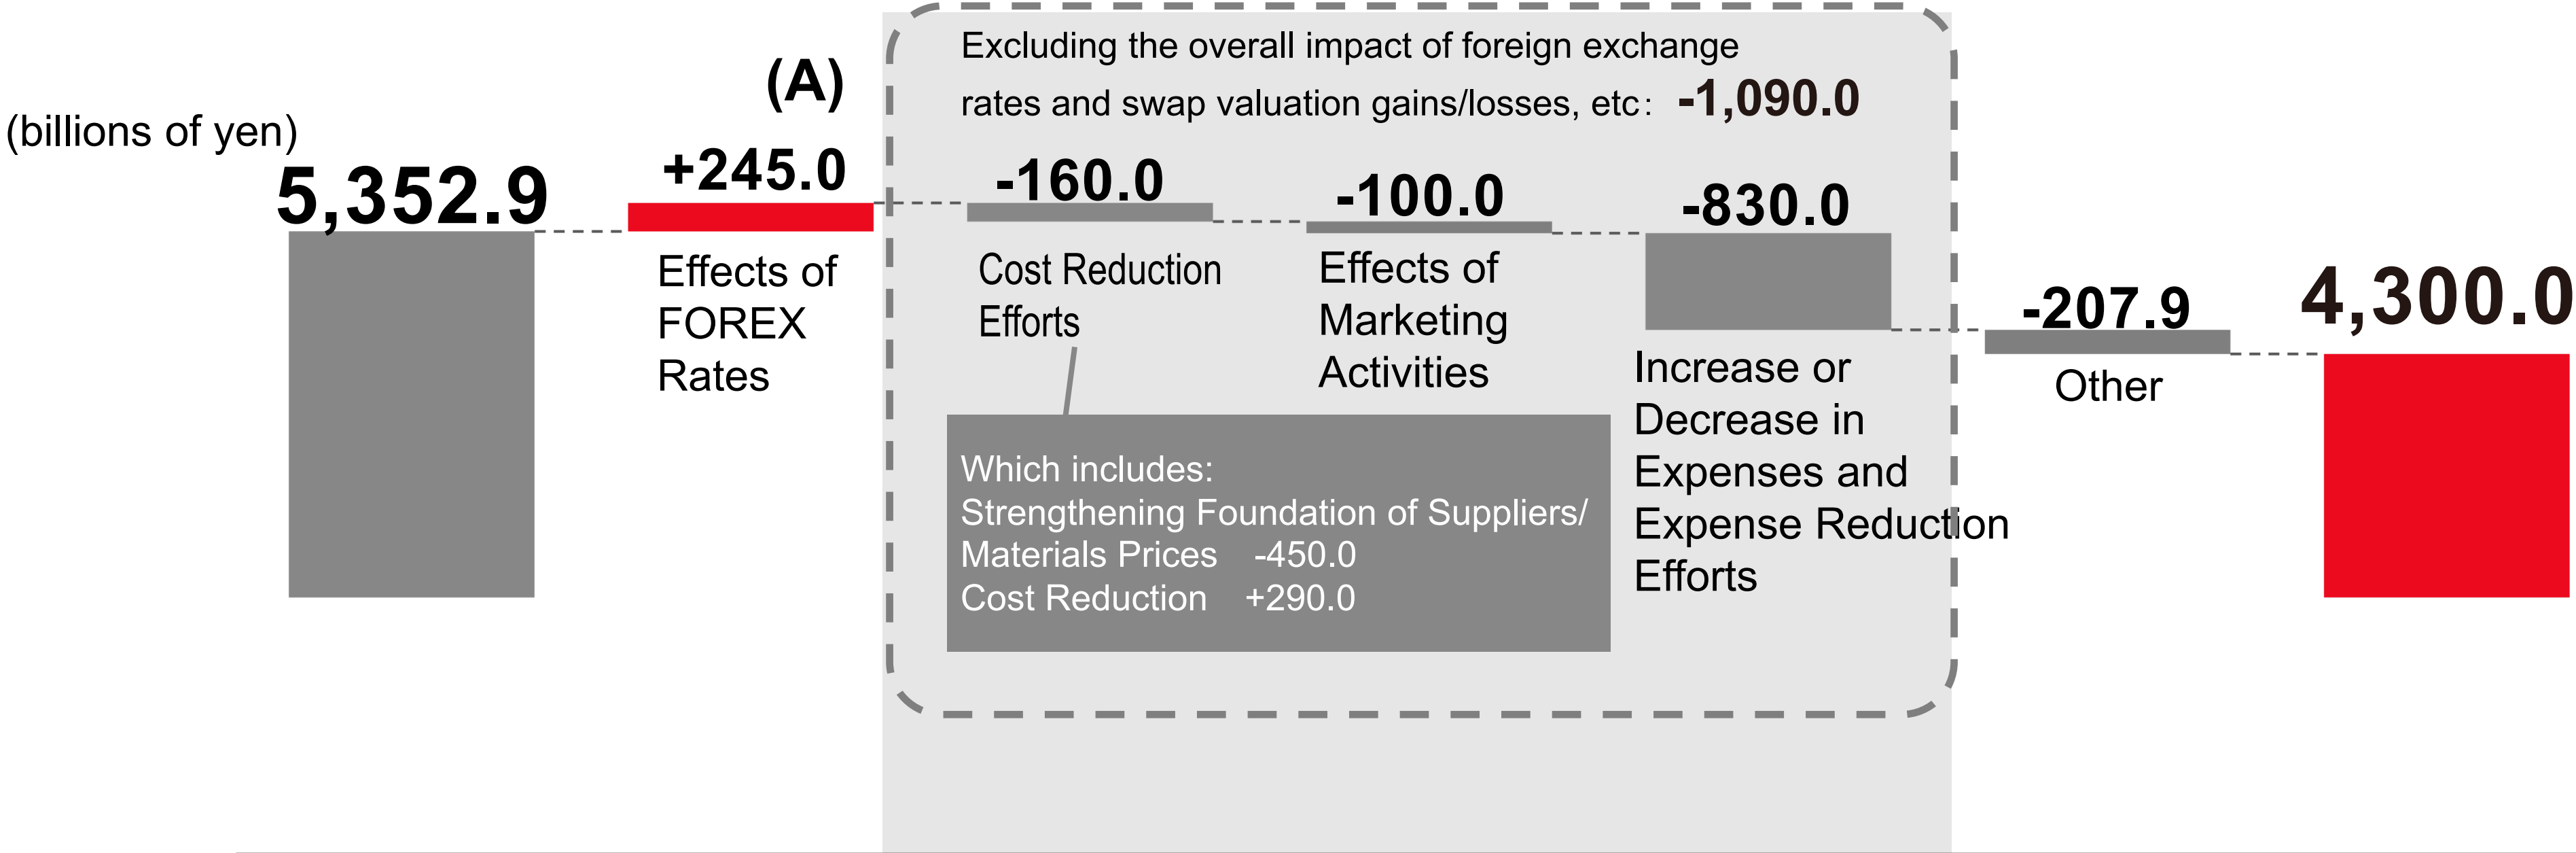 (billions of yen)
5,352.9
(A)
+245.0
Effects of
FOREX
Rates
Excluding the overall impact of foreign exchange
rates and swap valuation gains/losses, etc: -1,090.0
-160.0
Cost Reduction
Efforts
-100.0
Effects of
Marketing
Activities
-830.0
Increase or
Decrease in
Expenses and
Expense Reduction
Efforts
Which includes:
Strengthening Foundation of Suppliers/
Materials Prices -450.0
Cost Reduction +290.0
-207.9
Other
4,300.0